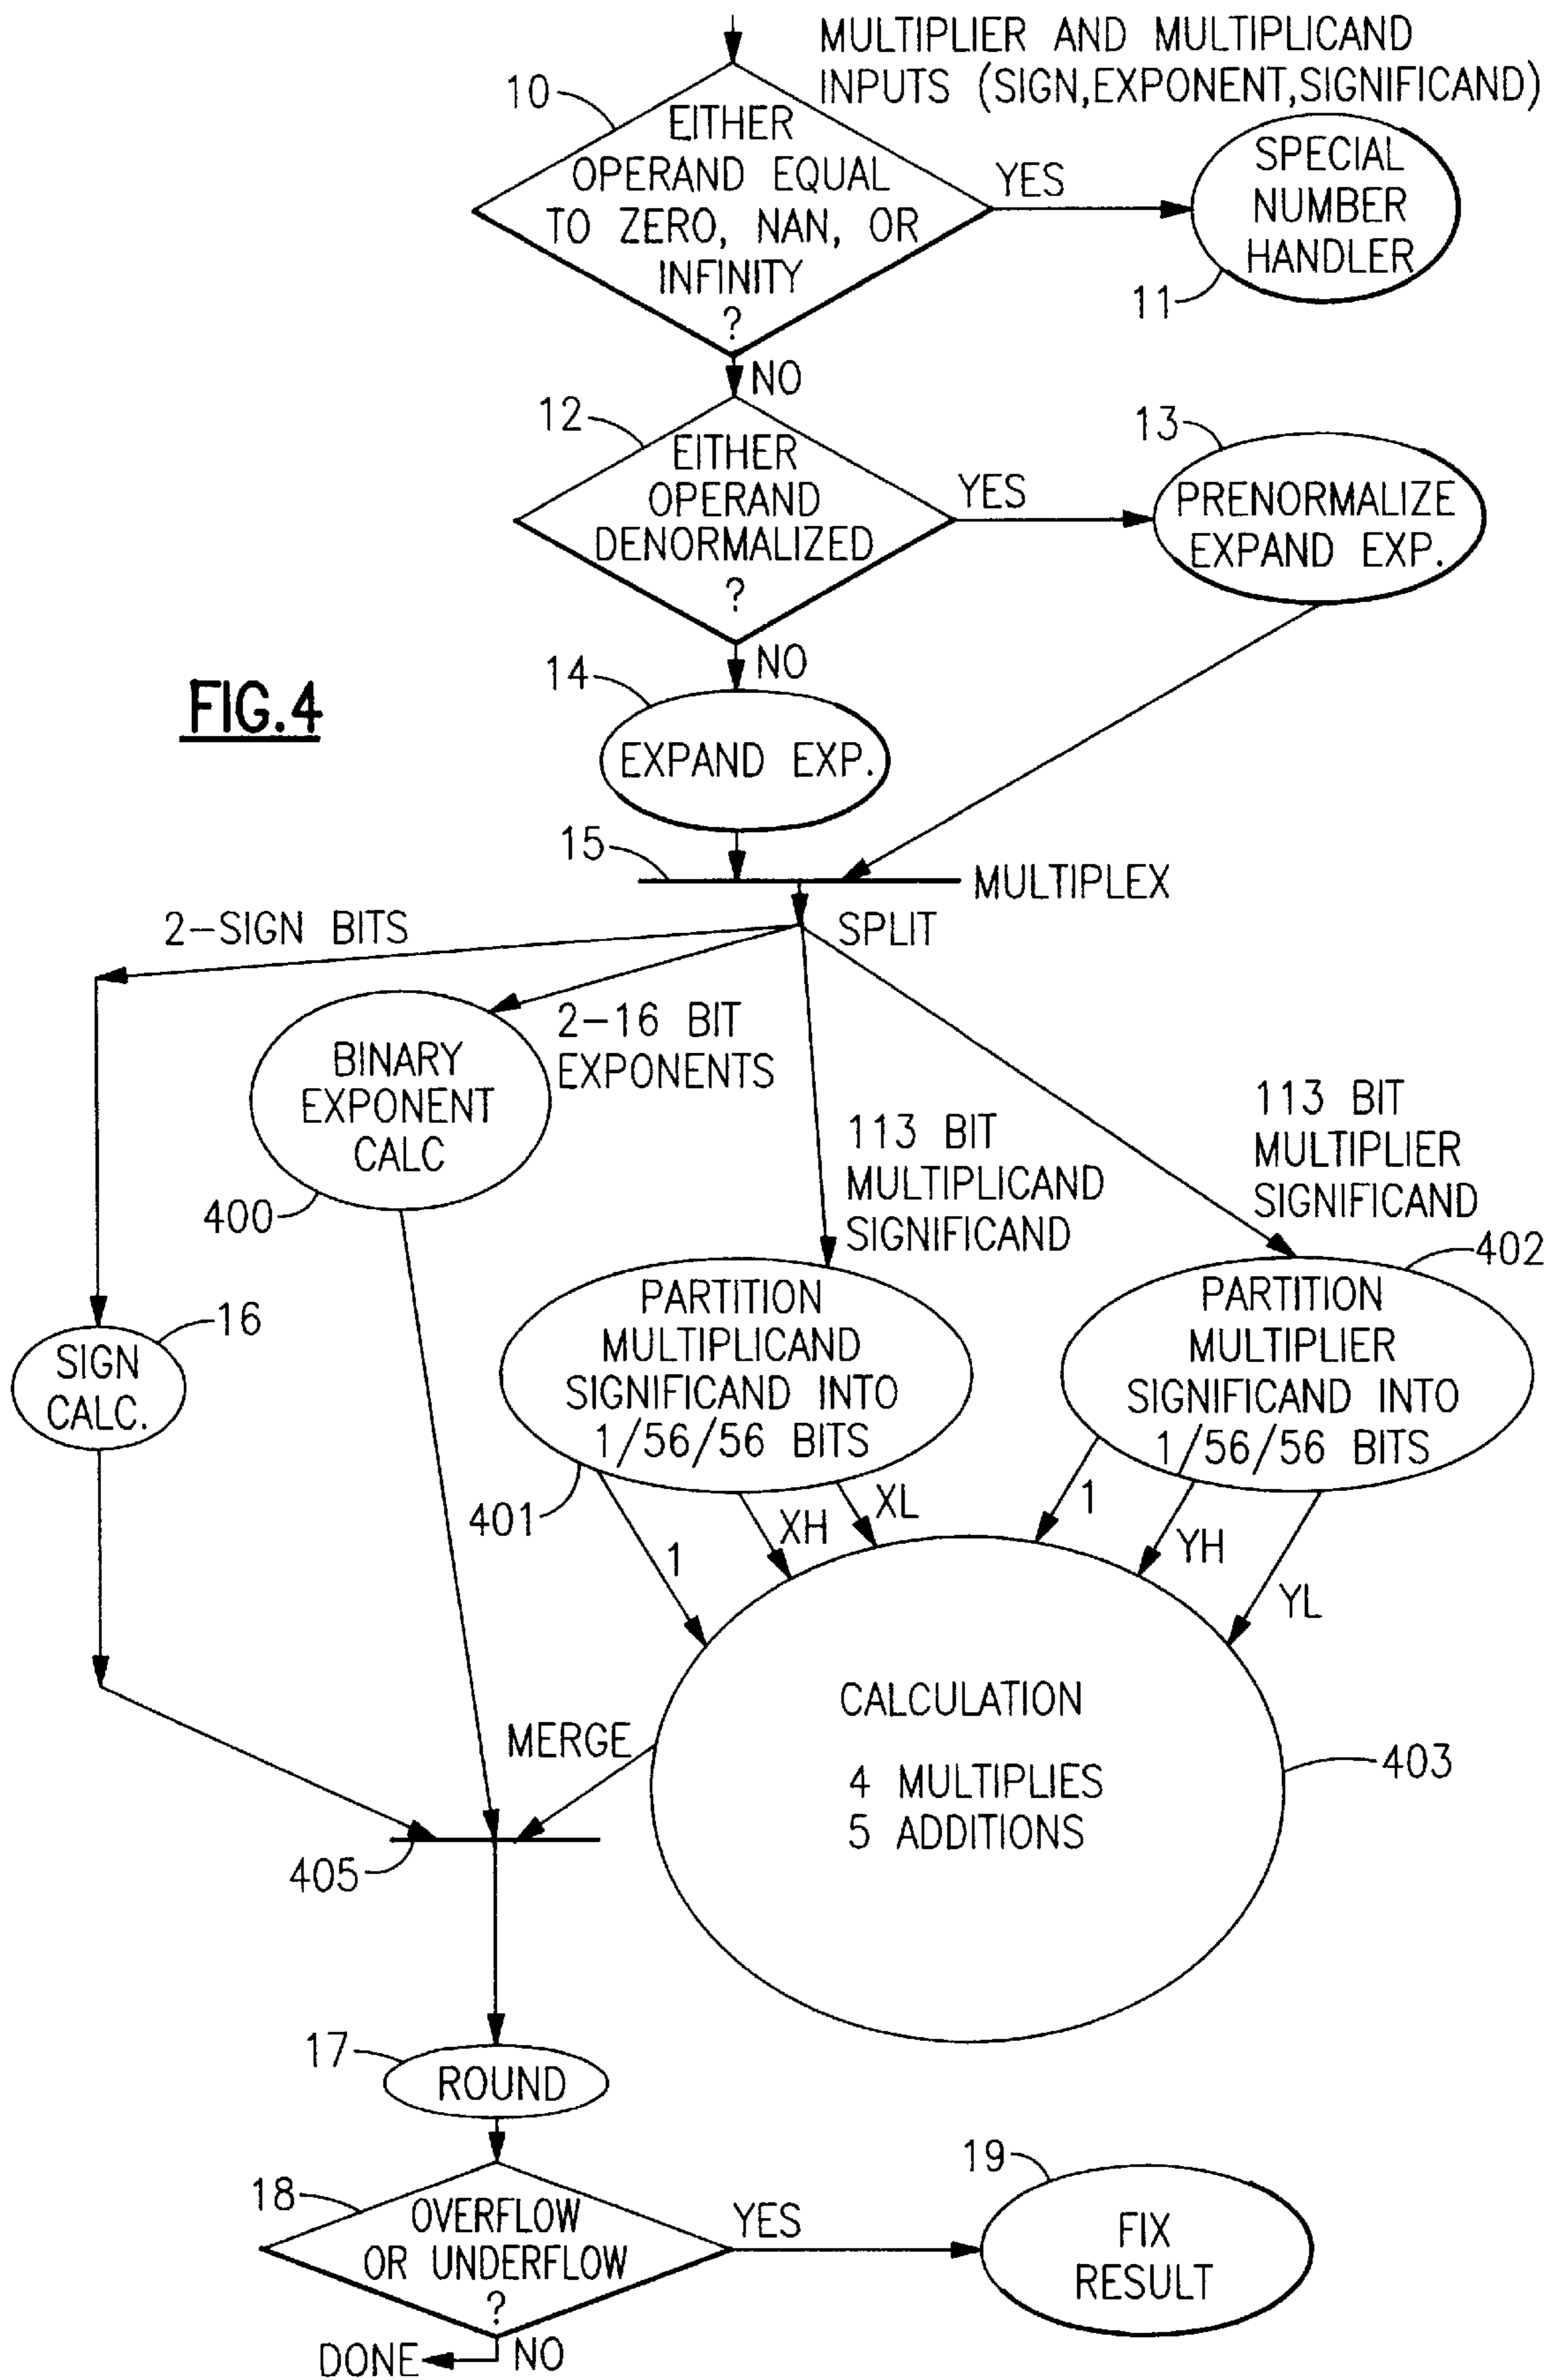 MULTIPLIER AND MULTIPLICAND
INPUTS (SIGN,EXPONENT,SIGNIFICAND)
10
EITHER
OPERAND EQUAL
TO ZERO, NAN, OR
INFINITY
?
YES
SPECIAL
NUMBER
HANDLER
11
NO
12
EITHER
OPERAND
DENORMALIZED
?
YES
13
PRENORMALIZE
EXPAND EXP.
NO
14
EXPAND EXP.
FIG.4
15
MULTIPLEX
SPLIT
2-SIGN BITS
2-16 BIT
EXPONENTS
BINARY
EXPONENT
CALC
400
113 BIT
MULTIPLICAND
SIGNIFICAND
113 BIT
MULTIPLIER
SIGNIFICAND
402
16
SIGN
CALC.
PARTITION
MULTIPLICAND
SIGNIFICAND INTO
1/56/56 BITS
401
PARTITION
MULTIPLIER
SIGNIFICAND INTO
1/56/56 BITS
1
XH
XL
1
YH
YL
CALCULATION
4 MULTIPLIES
5 ADDITIONS
403
MERGE
405
17
ROUND
18
OVERFLOW
OR UNDERFLOW
?
YES
19
FIX
RESULT
NO
DONE